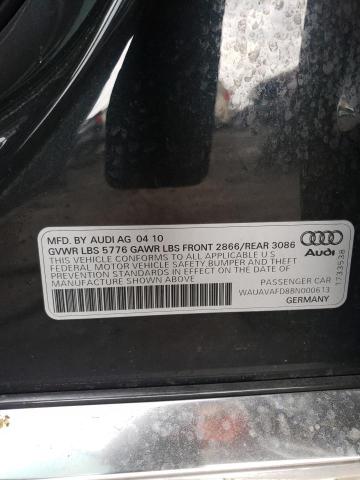 MFD. BY AUDI AG 04 10
GVWR LBS 5776 GAWR LBS FRONT 2866/REAR 3086
THIS VEHICLE CONFORMS TO ALL APPLICABLE U S
FEDERAL MOTOR VEHICLE SAFETY,BUMPER AND THEFT
PREVENTION STANDARDS IN EFFECT ON THE DATE OF
MANUFACTURE SHOWN ABOVE
Audi
PASSENGER CAR
WAUAVAFD8BN000613
GERMANY
1733538